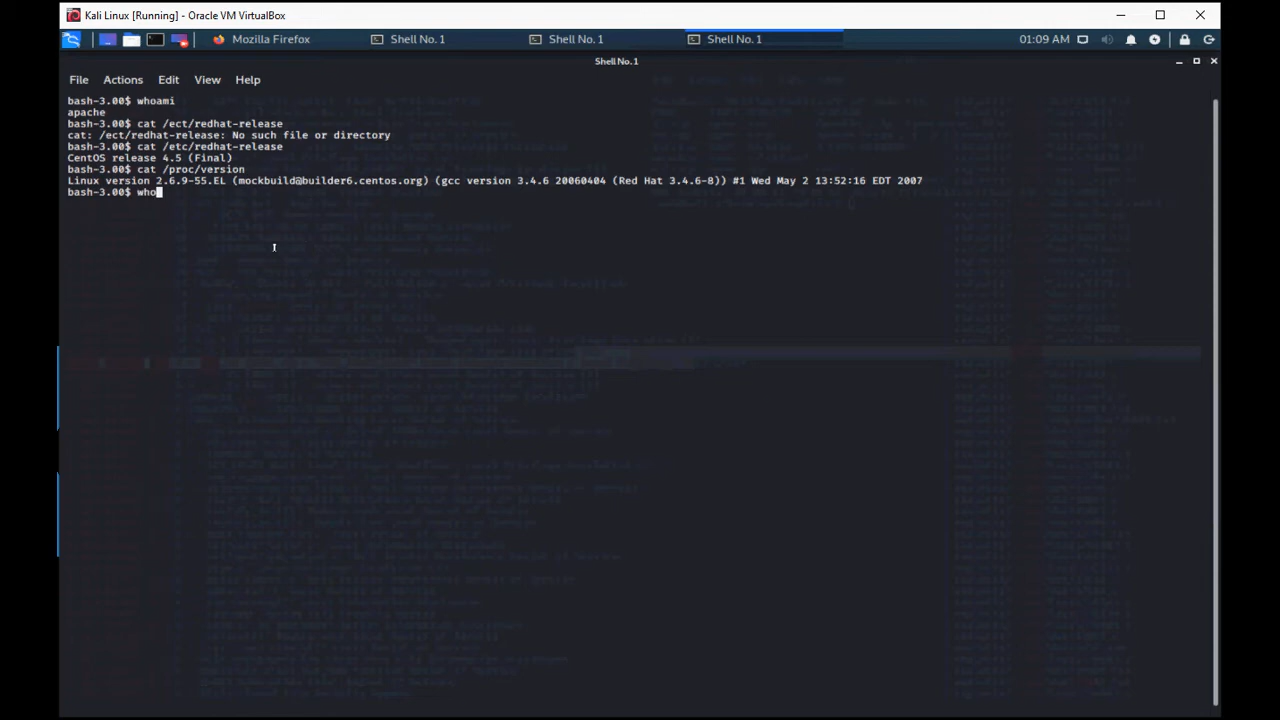 Kali Linux [Running] - Oracle VM VirtualBox
Mozilla Firefox
Shell No. 1
Shell No. 1
Shell No. 1
01:09 AM
Shell No. 1
File Actions Edit View Help
bash-3.00$ whoami
apache
bash-3.00$ cat /ect/redhat-release
cat: /ect/redhat-release: No such file or directory
bash-3.00$ cat /etc/redhat-release
CentOS release 4.5 (Final)
bash-3.00$ cat /proc/version
Linux version 2.6.9-55.EL (mockbuild@builder6.centos.org) (gcc version 3.4.6 20060404 (Red Hat 3.4.6-8)) #1 Wed May 2 13:52:16 EDT 2007
bash-3.00$ who